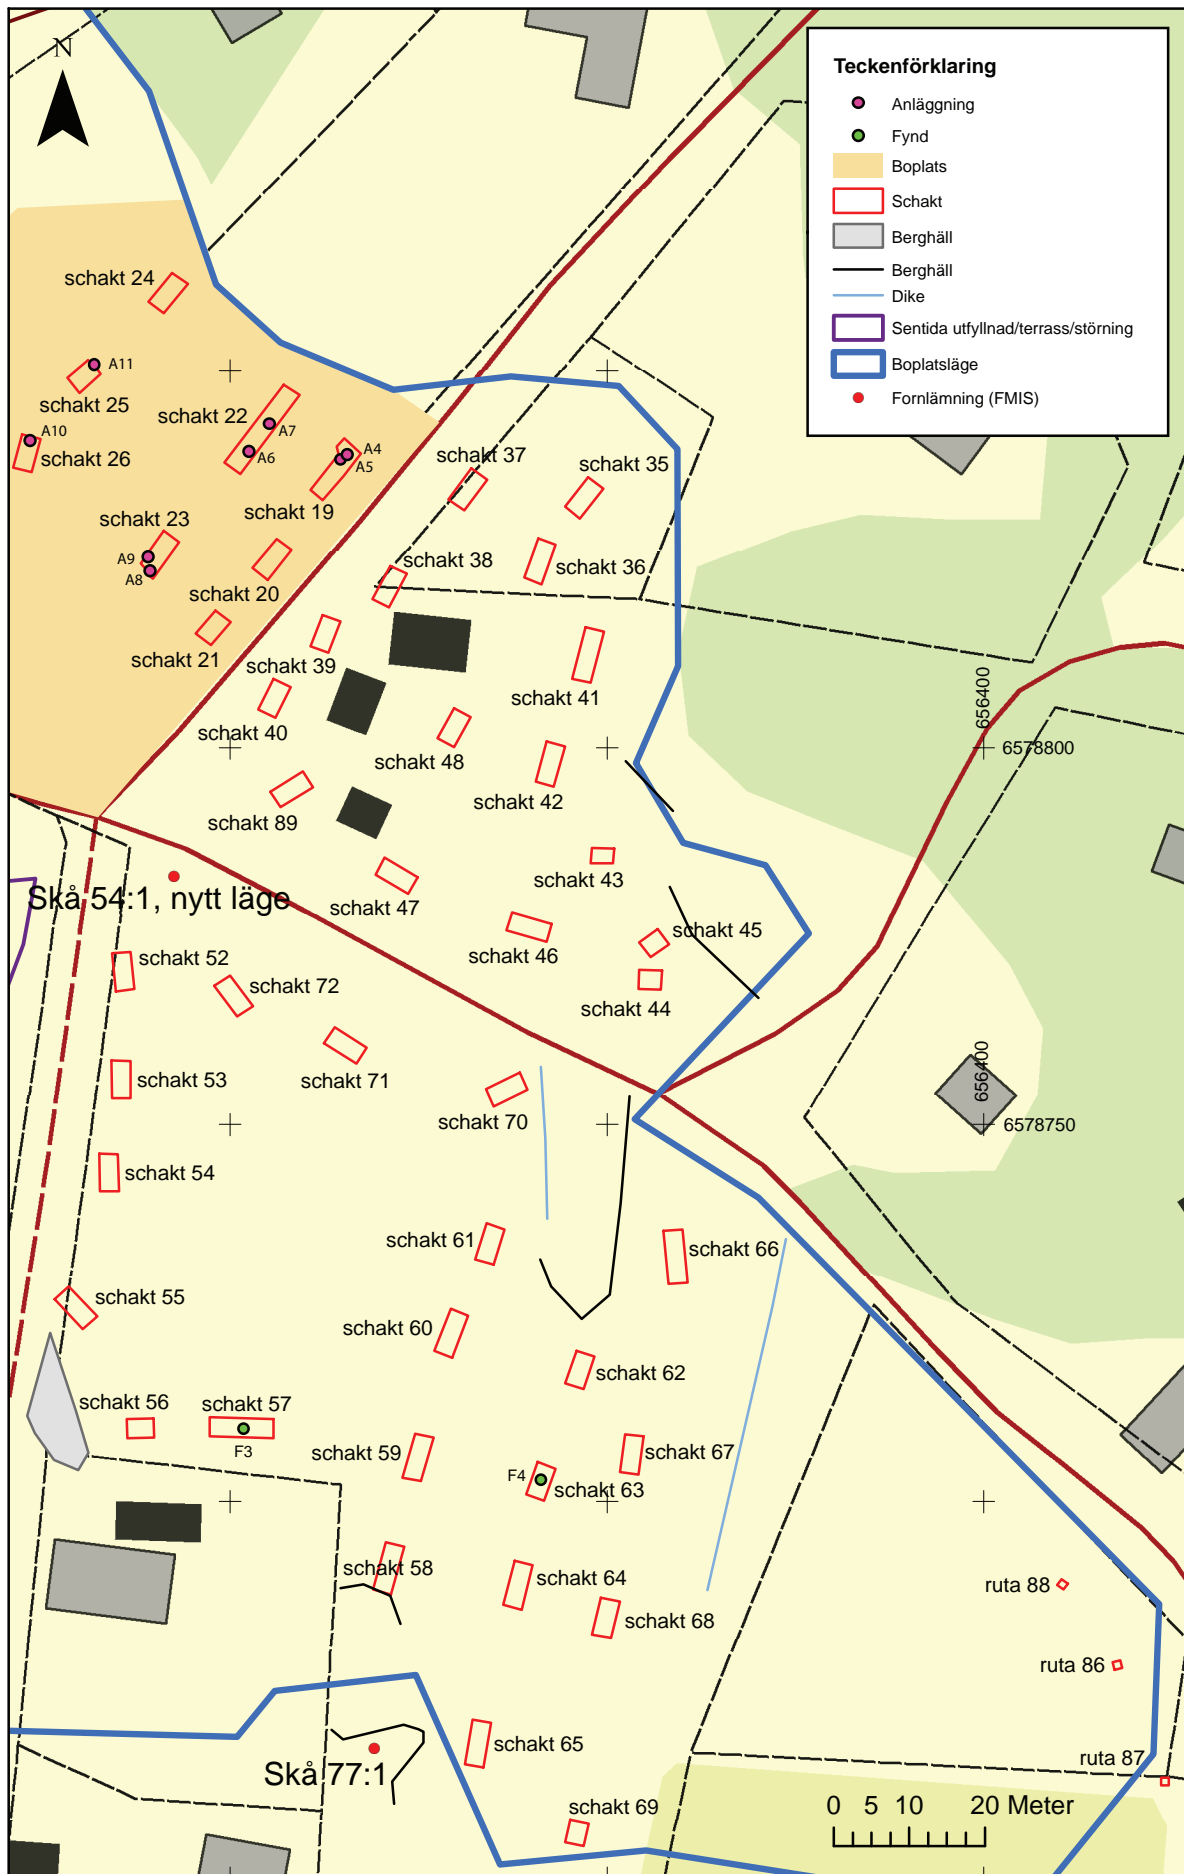 N
Teckenförklaring
Anläggning
Fynd
Boplats
Schakt
Berghäll
Berghäll
Dike
Sentida utfyllnad/terrass/störning
Boplatsläge
Fornlämning (FMIS)
schakt 24
A11
schakt 25
schakt 22
A7
A10
schakt 26
A6
A4
A5
schakt 37
schakt 35
schakt 19
schakt 23
A9
A8
schakt 38
schakt 36
schakt 20
schakt 21
schakt 39
schakt 41
schakt 40
schakt 48
656400
6578800
schakt 42
schakt 89
schakt 43
schakt 47
Skå 54:1, nytt läge
schakt 46
schakt 45
schakt 52
schakt 72
schakt 44
schakt 53
schakt 71
schakt 70
656400
6578750
schakt 54
schakt 61
schakt 66
schakt 55
schakt 60
schakt 62
schakt 56
schakt 57
F3
schakt 59
schakt 67
F4
schakt 63
schakt 58
schakt 64
schakt 68
ruta 88
ruta 86
schakt 65
ruta 87
Skå 77:1
schakt 69
0 5 10 20 Meter